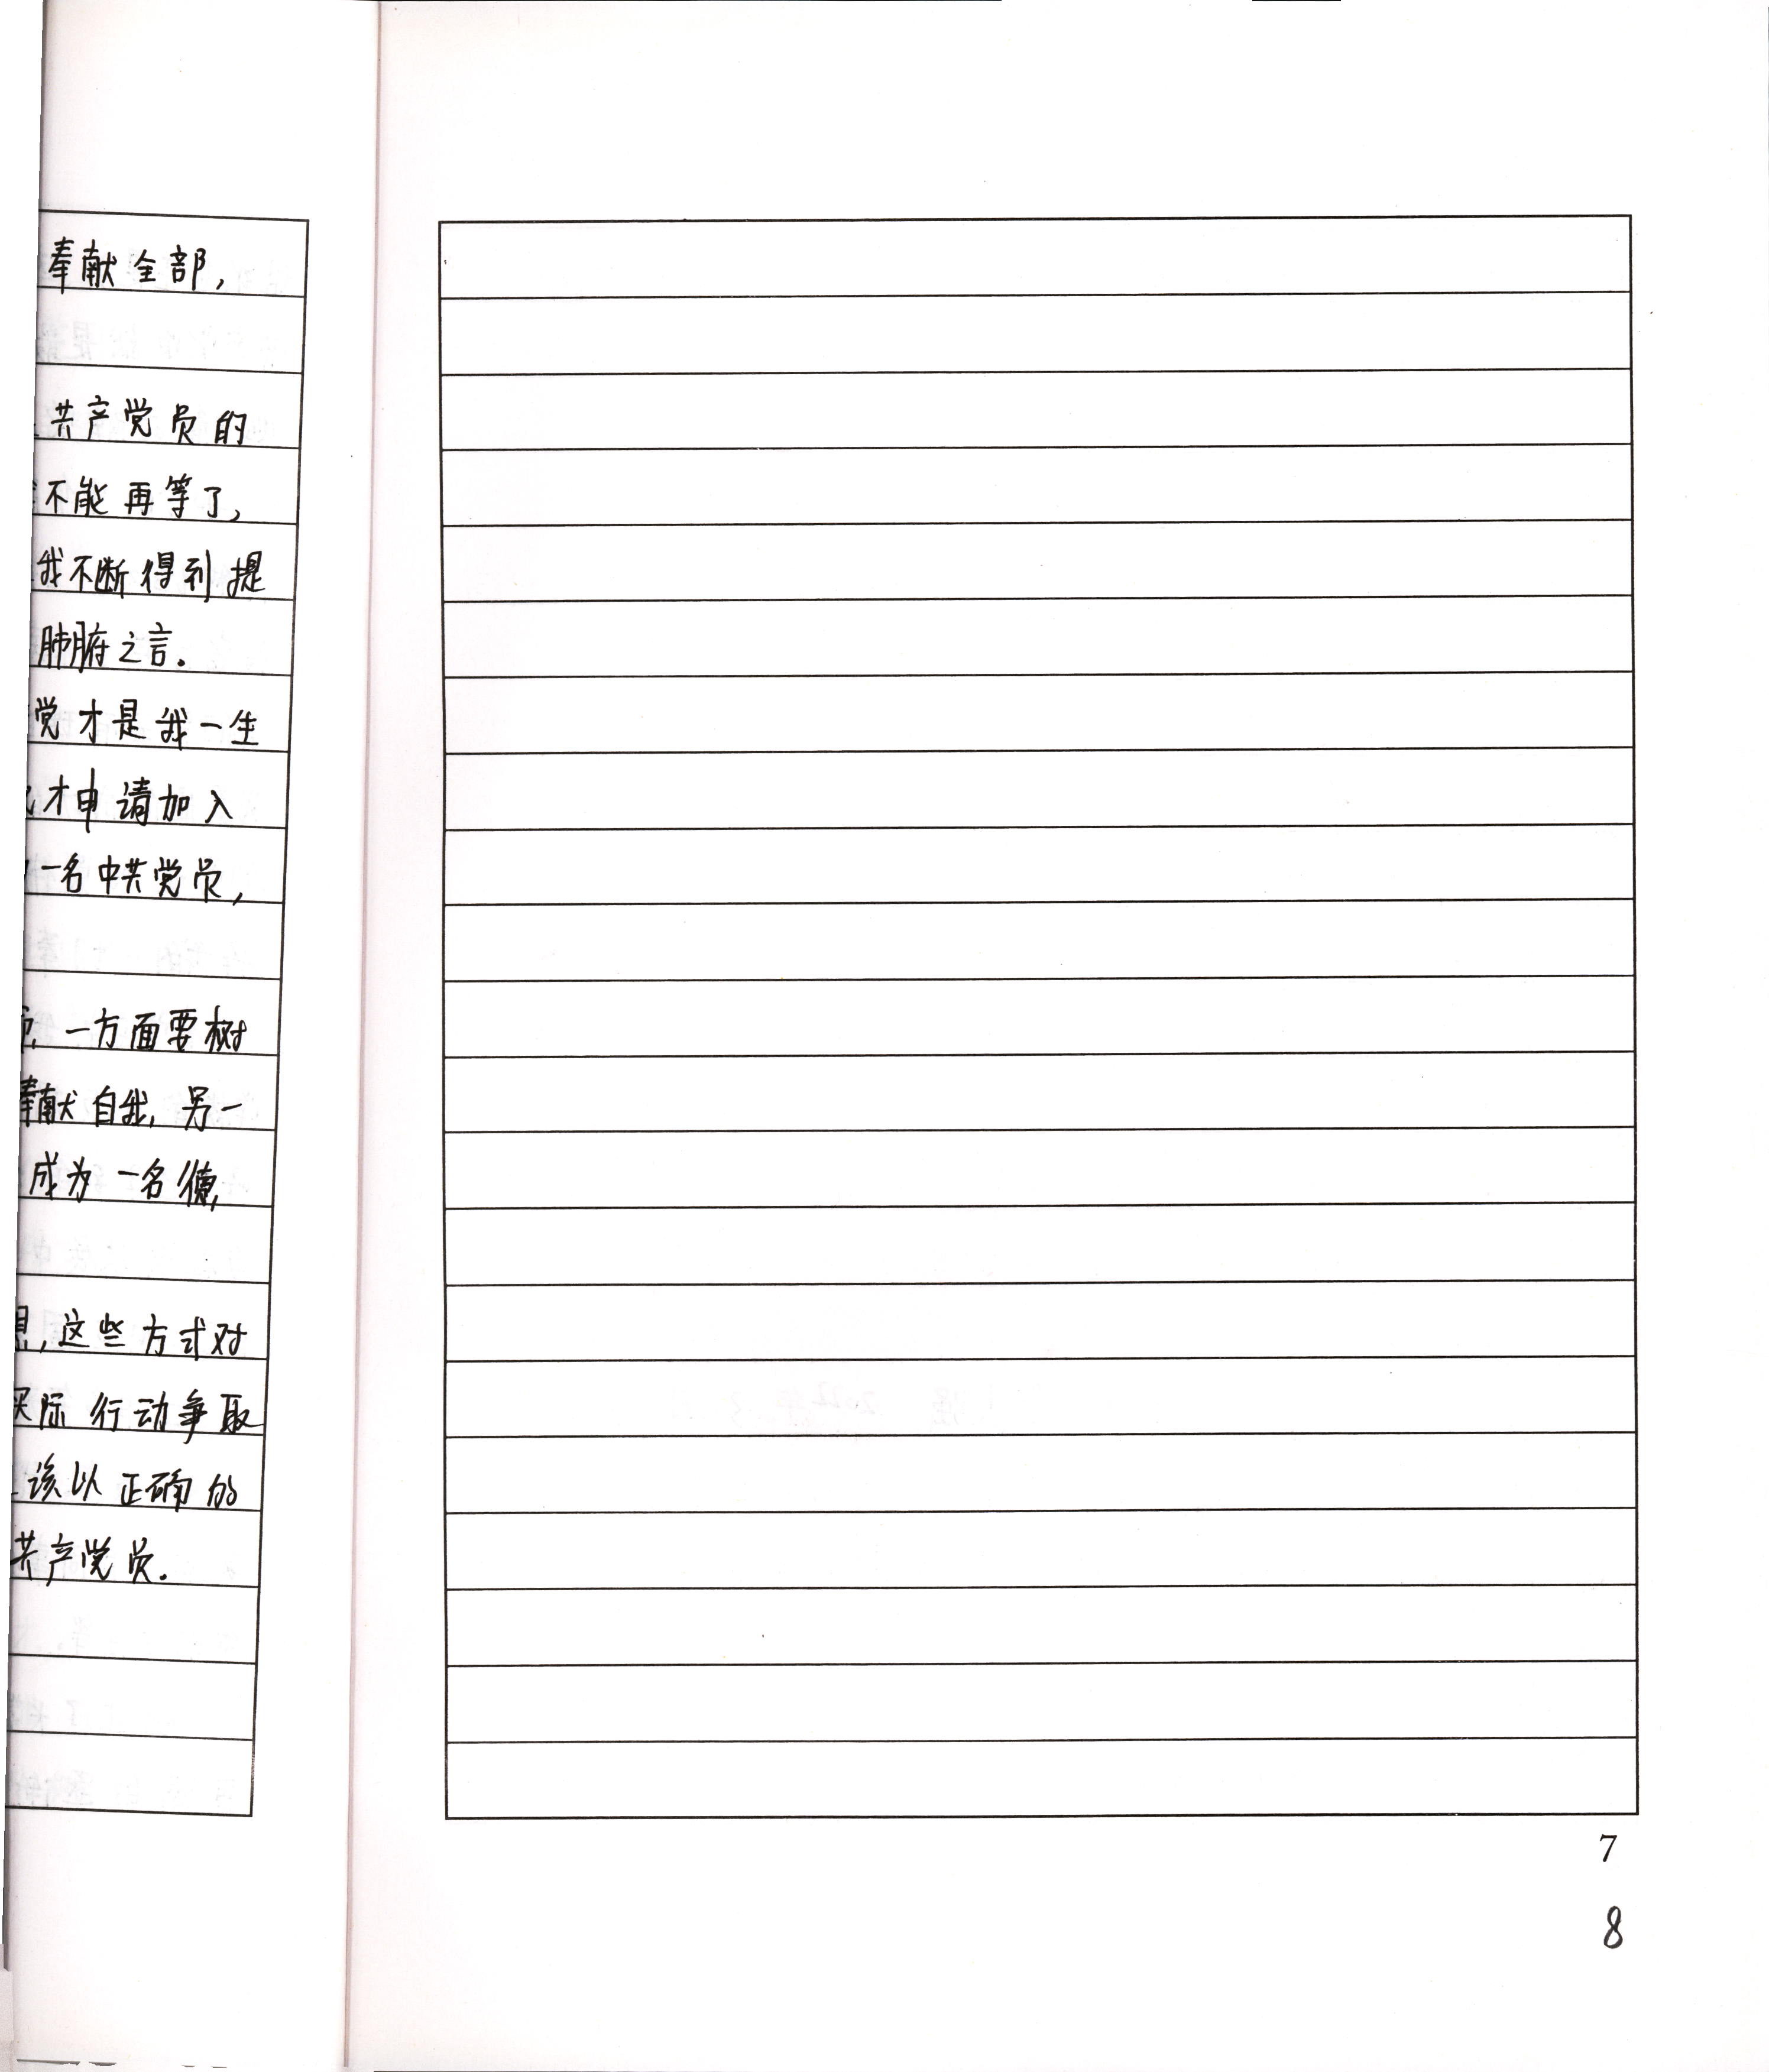 奉献全部,
共产党员的
不能再等了,
我不断得到提
肺腑之言.
党才是我一生
才申请加入
一名中共党员,
一方面要树
奉献自我,另一
成为一名德,
,这些方式对
实际行动争取
该以正确的
共产党员.
7
8